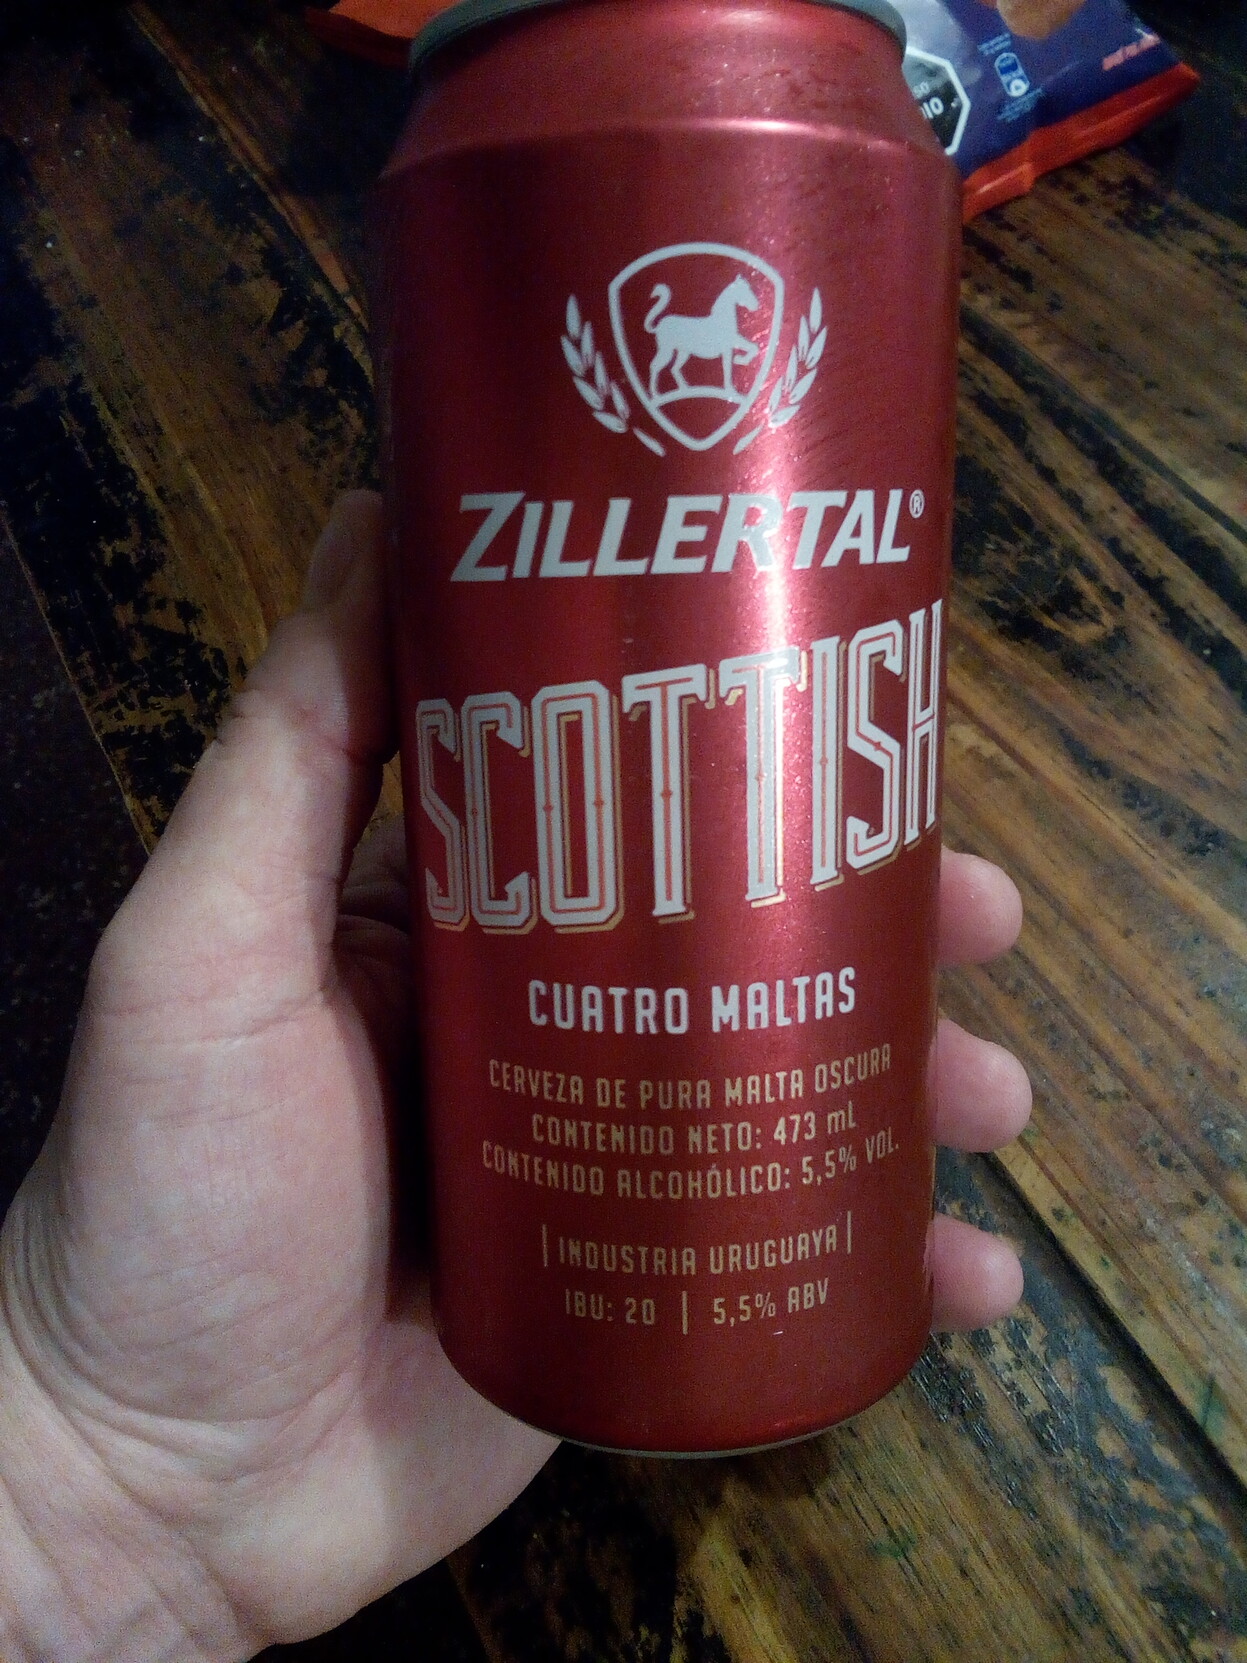 ZILLERTAL®
SCOTTISH
CUATRO MALTAS
CERVEZA DE PURA MALTA OSCURA
CONTENIDO NETO: 473 mL
CONTENIDO ALCOHÓLICO: 5,5% VOL.
| INDUSTRIA URUGUAYA |
IBU: 20 | 5,5% ABV